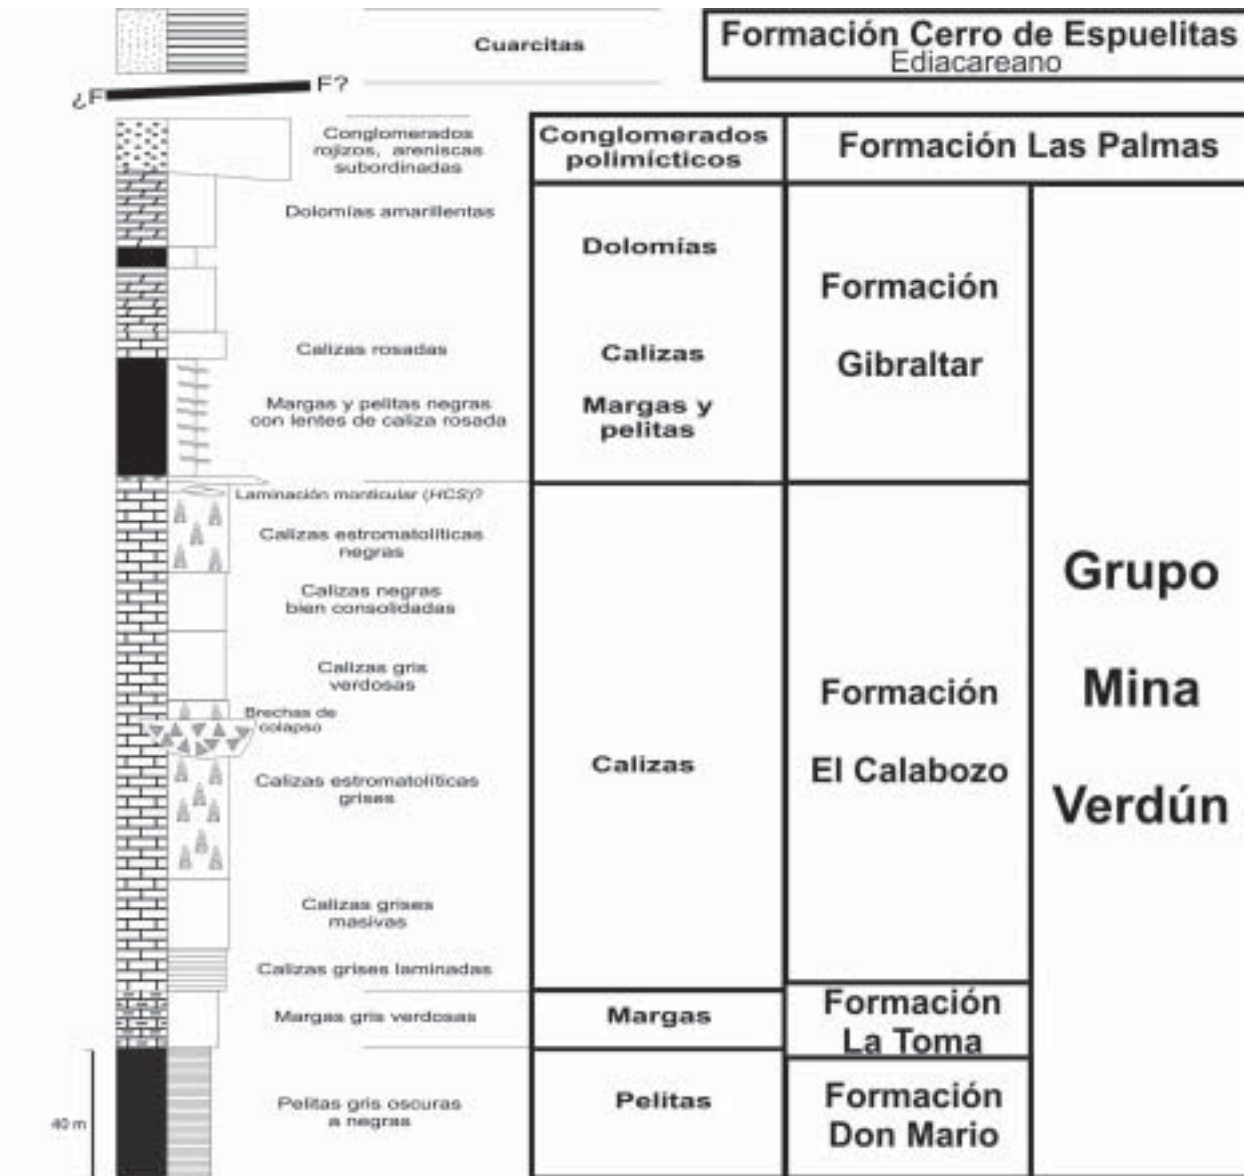 Cuarcitas
Formación Cerro de Espuelitas
Ediacareano
¿F
F?
Conglomerados
rojizos, areniscas
subordinadas
Conglomerados
polimícticos
Formación Las Palmas
Dolomías amarillentas
Dolomías
Formación
Gibraltar
Calizas rosadas
Calizas
Margas y pelitas negras
con lentes de caliza rosada
Margas y
pelitas
Laminación monticular (HCS)?
Calizas estromatolíticas
negras
Calizas negras
bien consolidadas
Calizas gris
verdosas
Brechas de
colapso
Calizas estromatolíticas
grises
Calizas grises
masivas
Calizas grises laminadas
Calizas
Formación
El Calabozo
Grupo
Mina
Verdún
Margas gris verdosas
Margas
Formación
La Toma
40 m
Pelitas gris oscuras
a negras
Pelitas
Formación
Don Mario